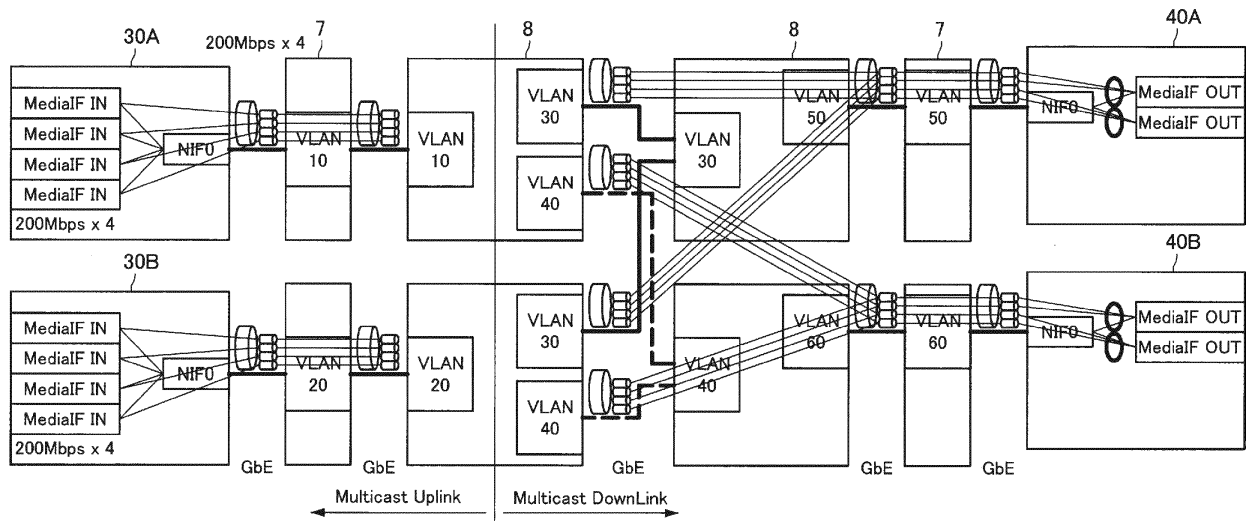 30A
200Mbps x 4
7
8
8
7
40A
MediaIF IN
MediaIF IN
MediaIF IN
MediaIF IN
NIF0
200Mbps x 4
VLAN
10
VLAN
10
VLAN
30
VLAN
40
VLAN
30
VLAN
50
VLAN
50
NIF0
MediaIF OUT
MediaIF OUT
30B
40B
MediaIF IN
MediaIF IN
MediaIF IN
MediaIF IN
NIF0
200Mbps x 4
VLAN
20
VLAN
20
VLAN
30
VLAN
40
VLAN
40
VLAN
60
VLAN
60
NIF0
MediaIF OUT
MediaIF OUT
GbE
GbE
GbE
GbE
GbE
Multicast Uplink
Multicast DownLink